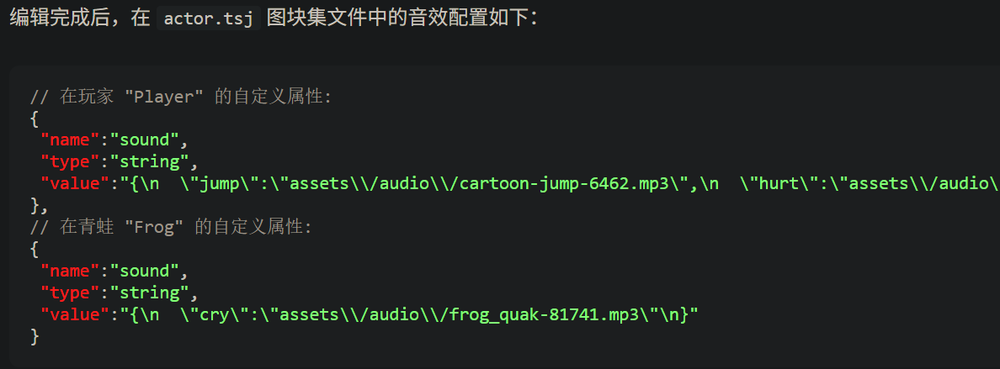 编辑完成后，在 actor.tsj 图块集文件中的音效配置如下：
// 在玩家 "Player" 的自定义属性:
{
"name":"sound",
"type":"string",
"value":"{\n  \"jump\":\"assets\\/audio\\/cartoon-jump-6462.mp3\",\n  \"hurt\":\"assets\\/audio\
},
// 在青蛙 "Frog" 的自定义属性:
{
"name":"sound",
"type":"string",
"value":"{\n  \"cry\":\"assets\\/audio\\/frog_quak-81741.mp3\"\n}"
}